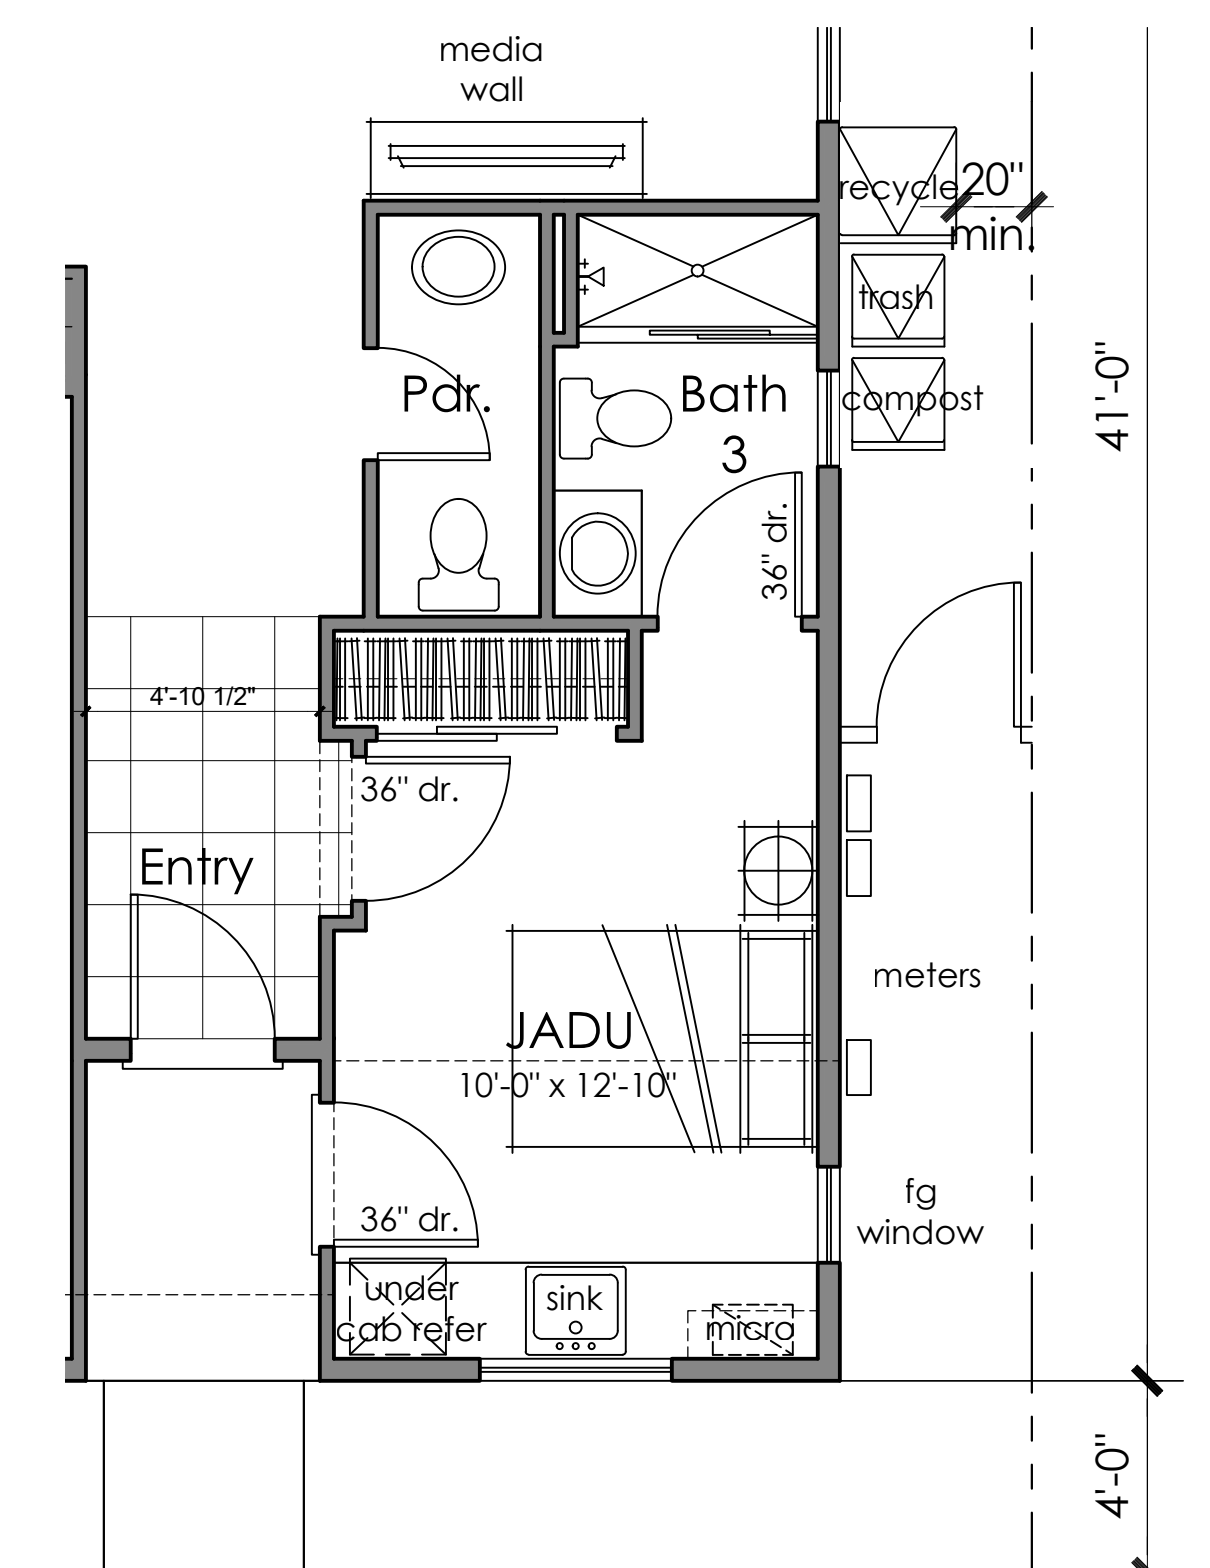 media
wall
recycle
20"
min.
trash
compost
Pdr.
Bath
3
41'-0"
36" dr.
4'-10 1/2"
36" dr.
Entry
meters
JADU
10'-0" x 12'-10"
fg
window
36" dr.
under
cab refer
sink
micro
4'-0"